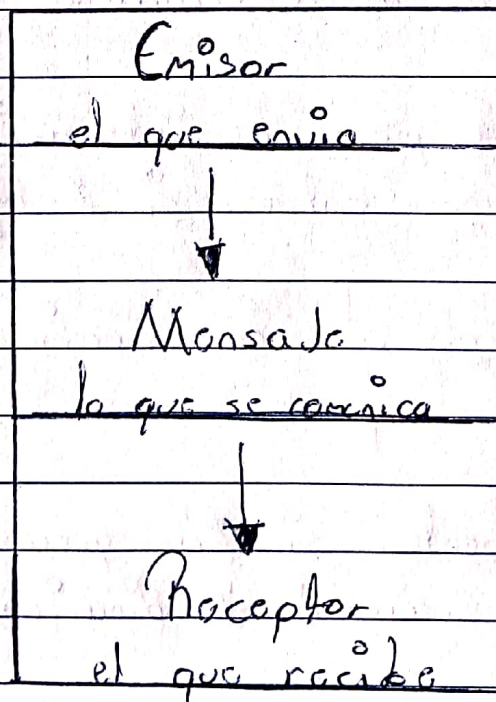 Emisor
el que envia
Mensaje
lo que se comunica
Receptor
el que recibe